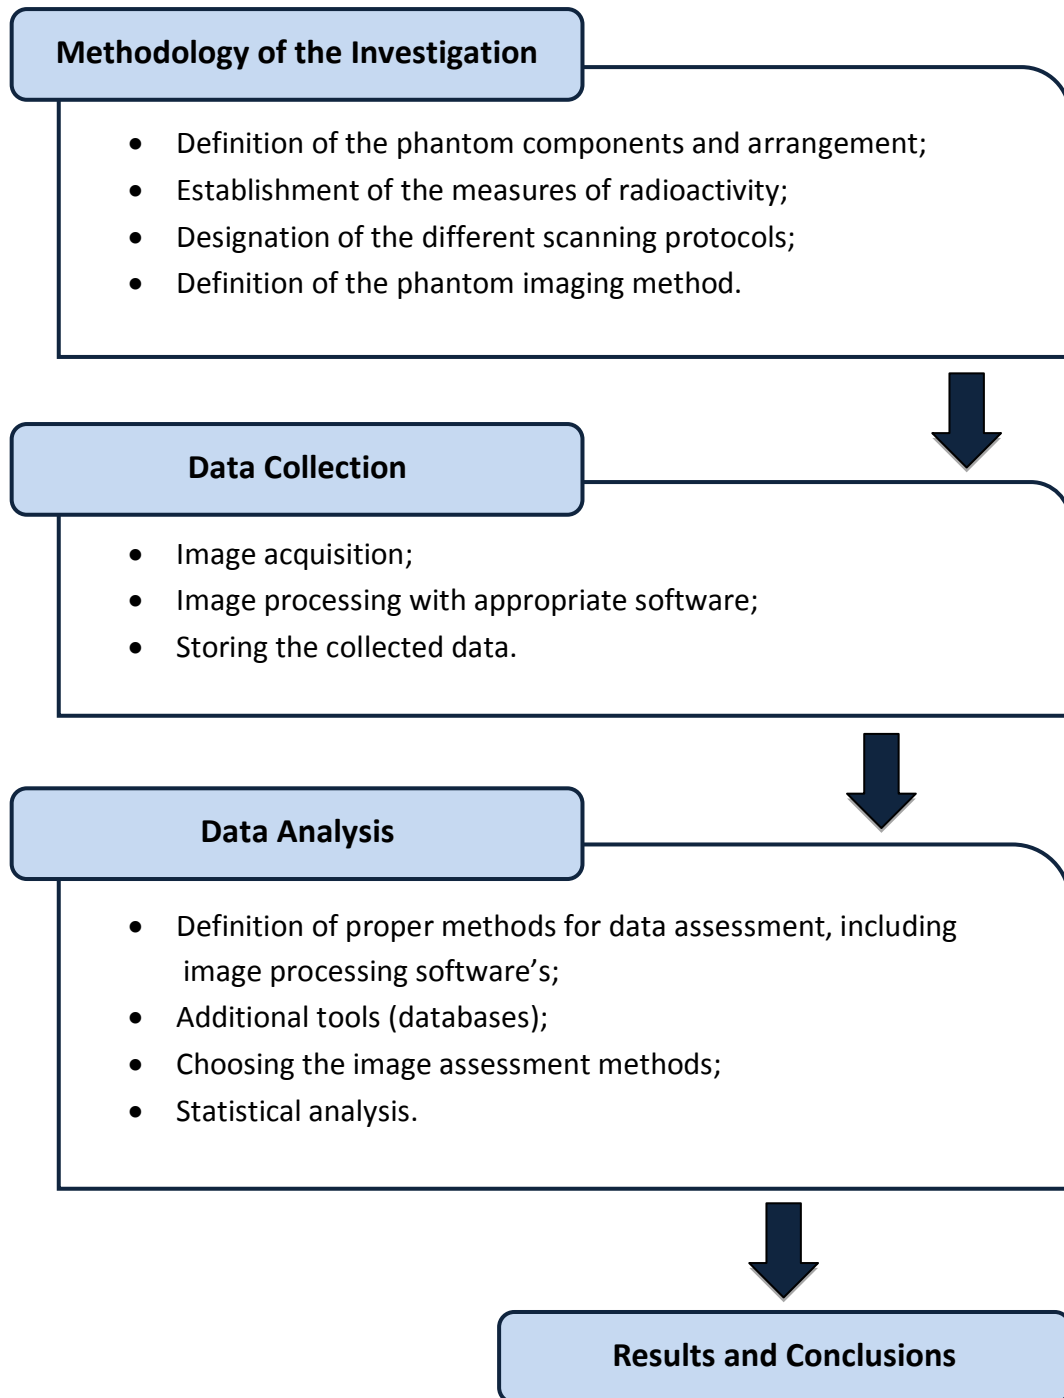 Methodology of the Investigation
• Definition of the phantom components and arrangement;
• Establishment of the measures of radioactivity;
• Designation of the different scanning protocols;
• Definition of the phantom imaging method.
Data Collection
• Image acquisition;
• Image processing with appropriate software;
• Storing the collected data.
Data Analysis
• Definition of proper methods for data assessment, including
image processing software’s;
• Additional tools (databases);
• Choosing the image assessment methods;
• Statistical analysis.
Results and Conclusions